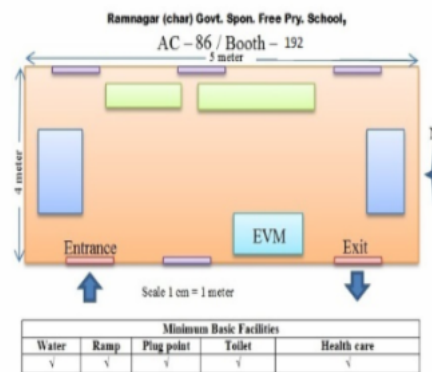 Ramnagar (char) Govt. Spon. Free Pry. School,
AC – 86 / Booth – 192
5 meter
4 meter
EVM
Entrance
Exit
Scale 1 cm = 1 meter
Minimum Basic Facilities
Water Ramp Plug point Toilet Health care
√ √ √ √ √